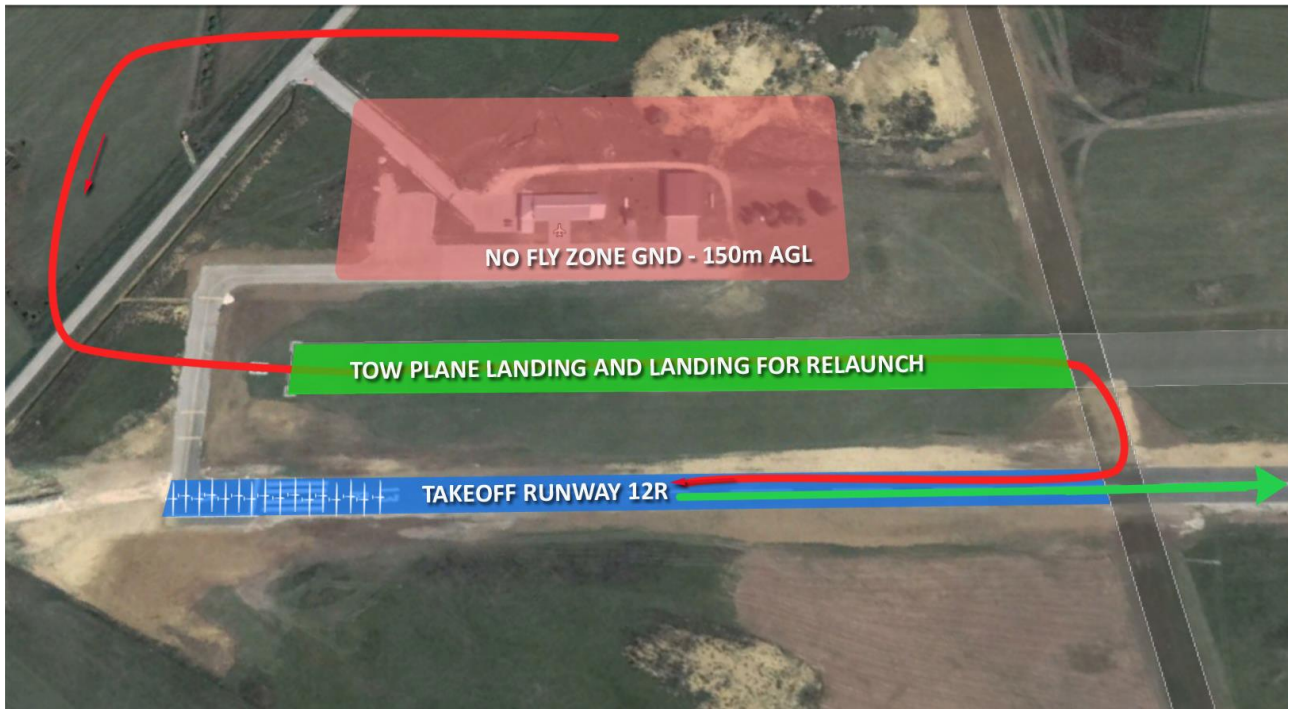 NO FLY ZONE GND - 150m AGL
TOW PLANE LANDING AND LANDING FOR RELAUNCH
TAKEOFF RUNWAY 12R